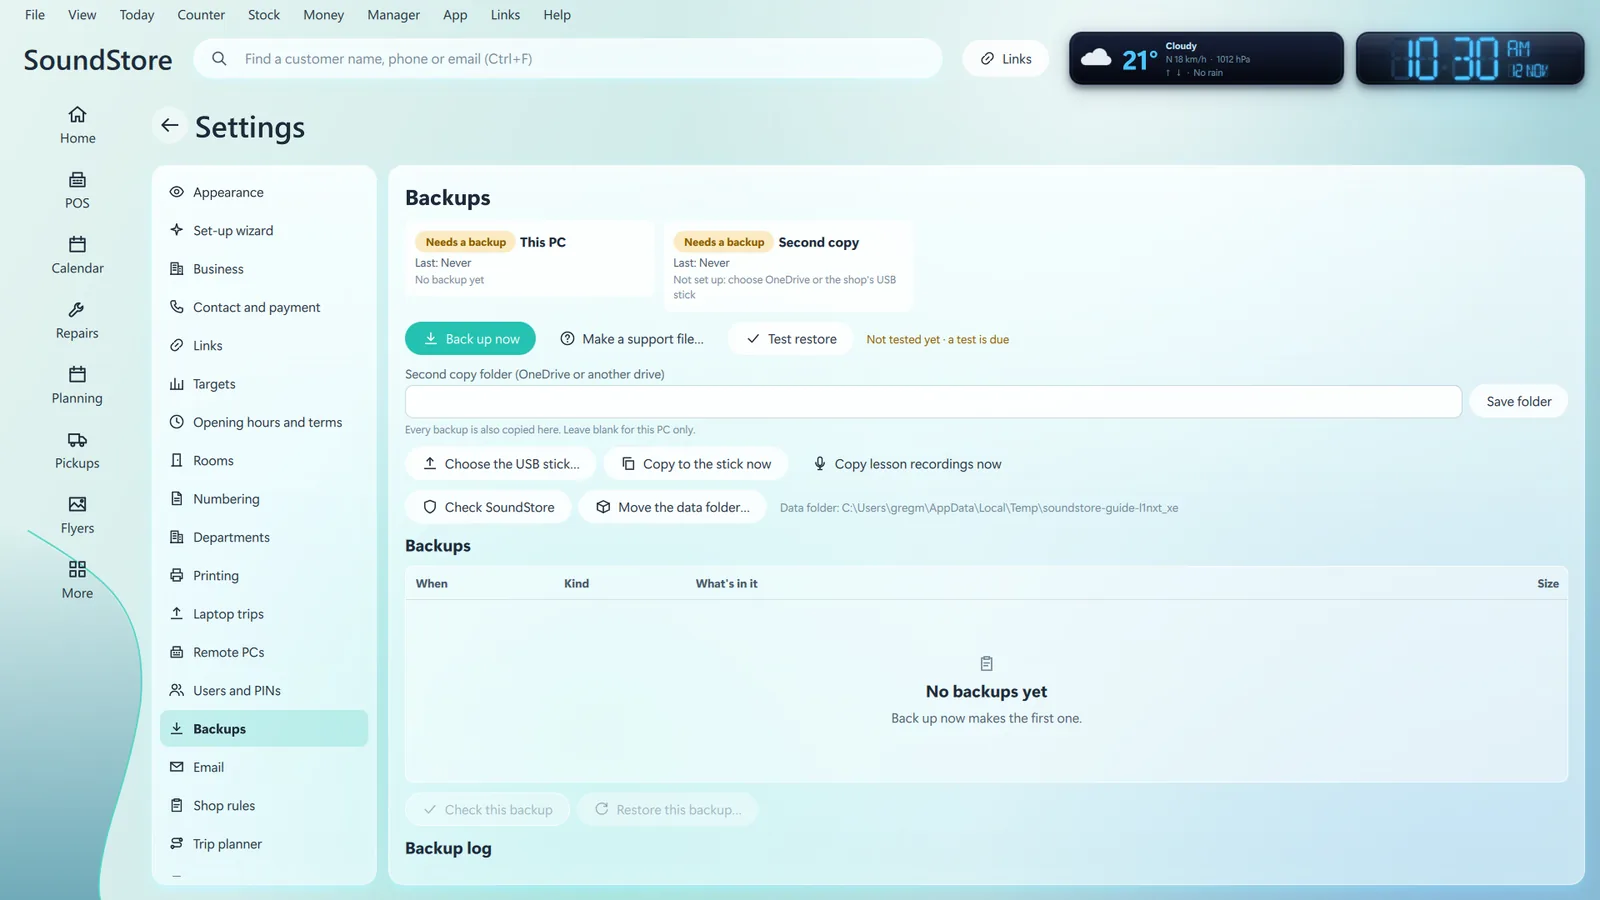 File View Today Counter Stock Money Manager App Links Help
SoundStore
Find a customer name, phone or email (Ctrl+F)
Links
21°
Cloudy
N 18 km/h · 1012 hPa
↑ ↓ · No rain
10:30 AM
12 NOV
Home
POS
Calendar
Repairs
Planning
Pickups
Flyers
More
Settings
Appearance
Set-up wizard
Business
Contact and payment
Links
Targets
Opening hours and terms
Rooms
Numbering
Departments
Printing
Laptop trips
Remote PCs
Users and PINs
Backups
Email
Shop rules
Trip planner
Backups
Needs a backup This PC
Last: Never
No backup yet
Needs a backup Second copy
Last: Never
Not set up: choose OneDrive or the shop's USB
stick
Back up now
Make a support file...
Test restore
Not tested yet · a test is due
Second copy folder (OneDrive or another drive)
Save folder
Every backup is also copied here. Leave blank for this PC only.
Choose the USB stick...
Copy to the stick now
Copy lesson recordings now
Check SoundStore
Move the data folder...
Data folder: C:\Users\gregm\AppData\Local\Temp\soundstore-guide-l1nxt_xe
Backups
When Kind What's in it Size
No backups yet
Back up now makes the first one.
Check this backup
Restore this backup...
Backup log